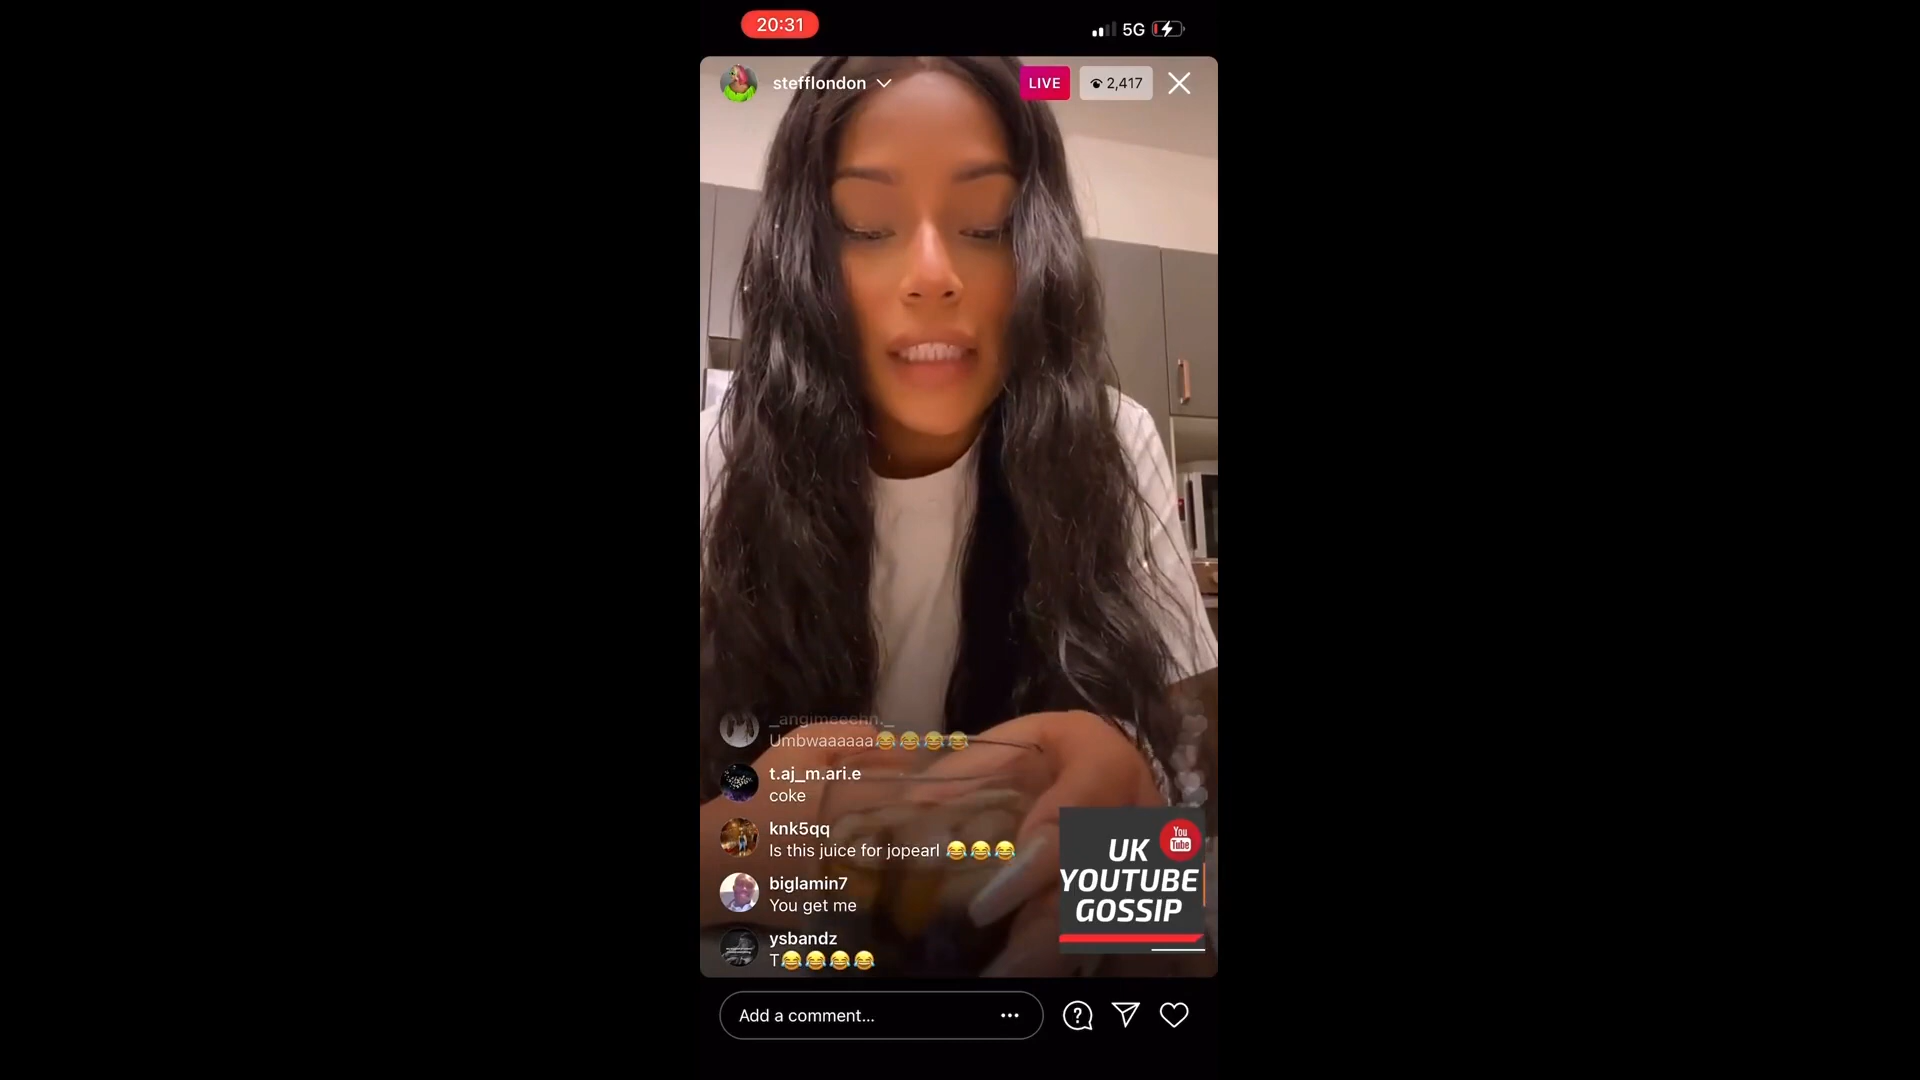 20:31
5G
stefflondon
LIVE
2,417
_angimeechn._
Umbwaaaaaa😂😂😂😂
t.aj_m.ari.e
coke
knk5qq
Is this juice for jopearl 😂😂😂
biglamin7
You get me
ysbandz
T😂😂😂😂
You
Tube
UK
YOUTUBE
GOSSIP
Add a comment...